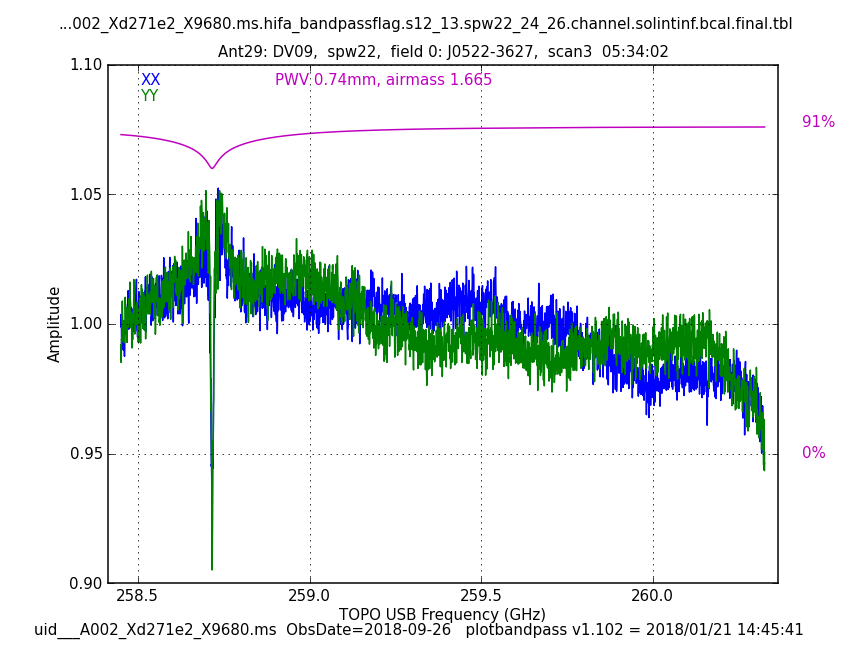 ...002_Xd271e2_X9680.ms.hifa_bandpassflag.s12_13.spw22_24_26.channel.solintinf.bcal.final.tbl
Ant29: DV09,  spw22,  field 0: J0522-3627,  scan3  05:34:02
1.10
XX
PWV 0.74mm, airmass 1.665
YY
91%
1.05
1.00
Amplitude
0.95
0%
0.90
258.5
259.0
259.5
260.0
TOPO USB Frequency (GHz)
uid___A002_Xd271e2_X9680.ms  ObsDate=2018-09-26   plotbandpass v1.102 = 2018/01/21 14:45:41